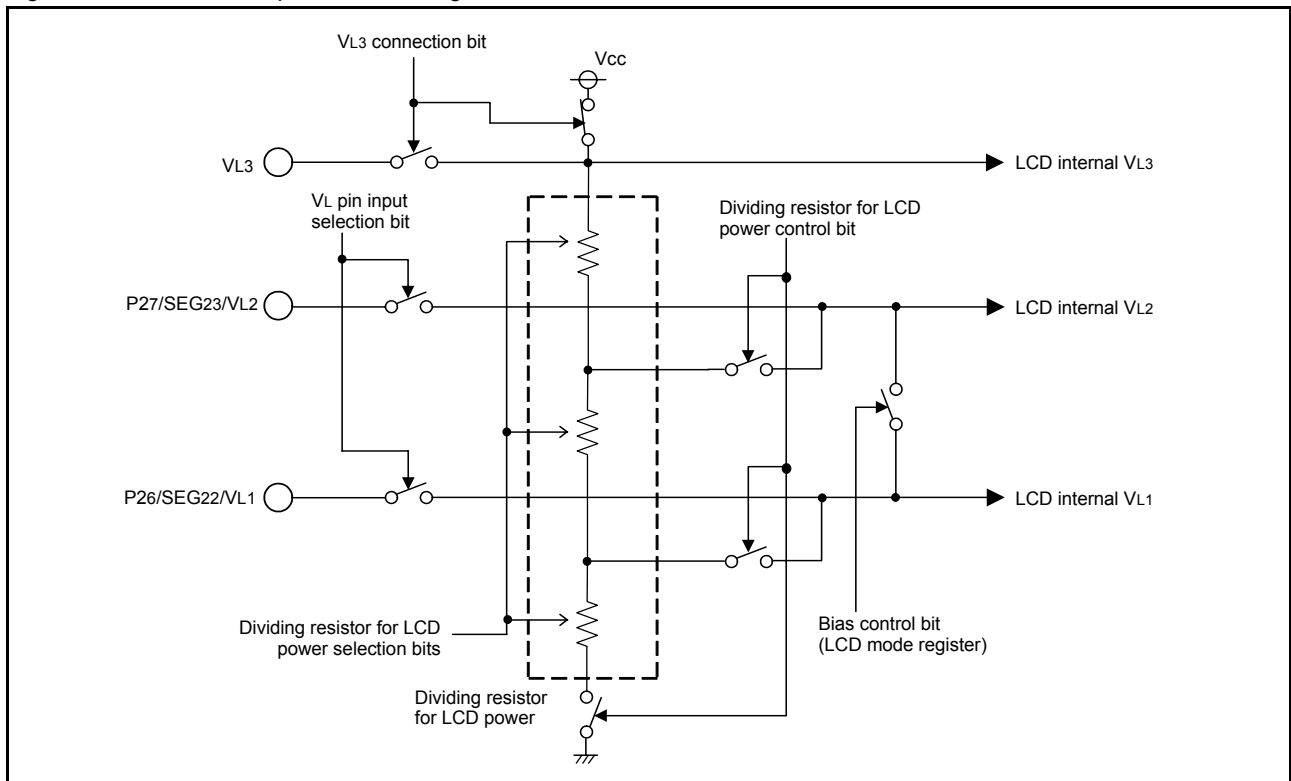 VL3 connection bit
Vcc
VL3
LCD internal VL3
VL pin input
selection bit
Dividing resistor for LCD
power control bit
P27/SEG23/VL2
LCD internal VL2
P26/SEG22/VL1
LCD internal VL1
Dividing resistor for LCD
power selection bits
Bias control bit
(LCD mode register)
Dividing resistor
for LCD power